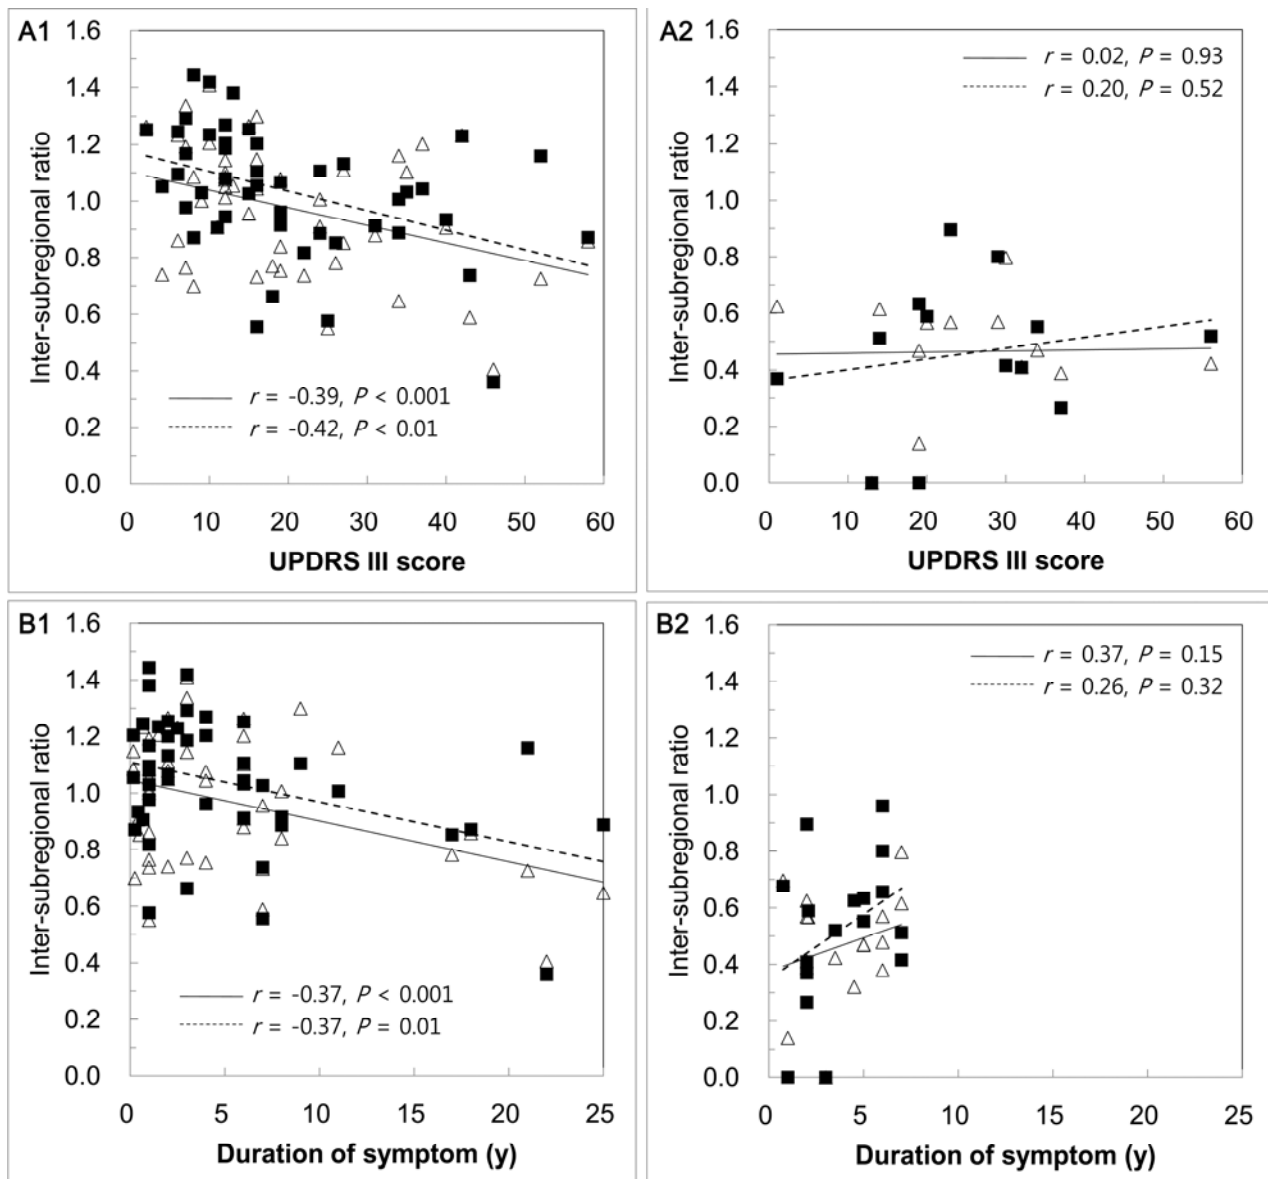 A1
Inter-subregional ratio
1.6
1.4
1.2
1.0
0.8
0.6
0.4
0.2
0.0
r = -0.39, P < 0.001
r = -0.42, P < 0.01
0 10 20 30 40 50 60
UPDRS III score
A2
Inter-subregional ratio
1.6
1.4
1.2
1.0
0.8
0.6
0.4
0.2
0.0
r = 0.02, P = 0.93
r = 0.20, P = 0.52
0 10 20 30 40 50 60
UPDRS III score
B1
Inter-subregional ratio
1.6
1.4
1.2
1.0
0.8
0.6
0.4
0.2
0.0
r = -0.37, P < 0.001
r = -0.37, P = 0.01
0 5 10 15 20 25
Duration of symptom (y)
B2
Inter-subregional ratio
1.6
1.4
1.2
1.0
0.8
0.6
0.4
0.2
0.0
r = 0.37, P = 0.15
r = 0.26, P = 0.32
0 5 10 15 20 25
Duration of symptom (y)